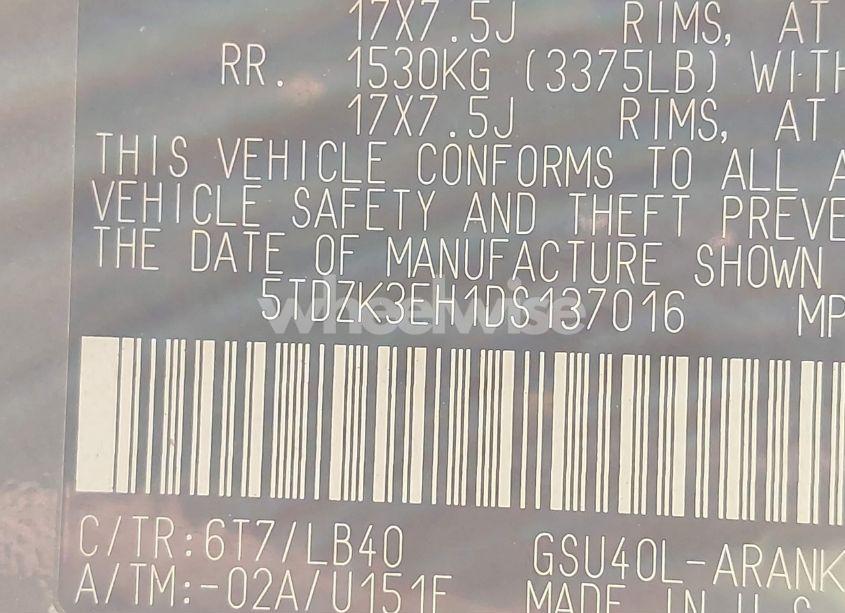 17X7.5J RIMS, AT
RR. 1530KG (3375LB) WITH
17X7.5J RIMS, AT
THIS VEHICLE CONFORMS TO ALL A
VEHICLE SAFETY AND THEFT PREVE
THE DATE OF MANUFACTURE SHOWN
5TDZK3EH1DS137016 MP
wheelwise
C/TR:6T7/LB40 GSU40L-ARANK
A/TM:-02A/U151F MADE IN U.S